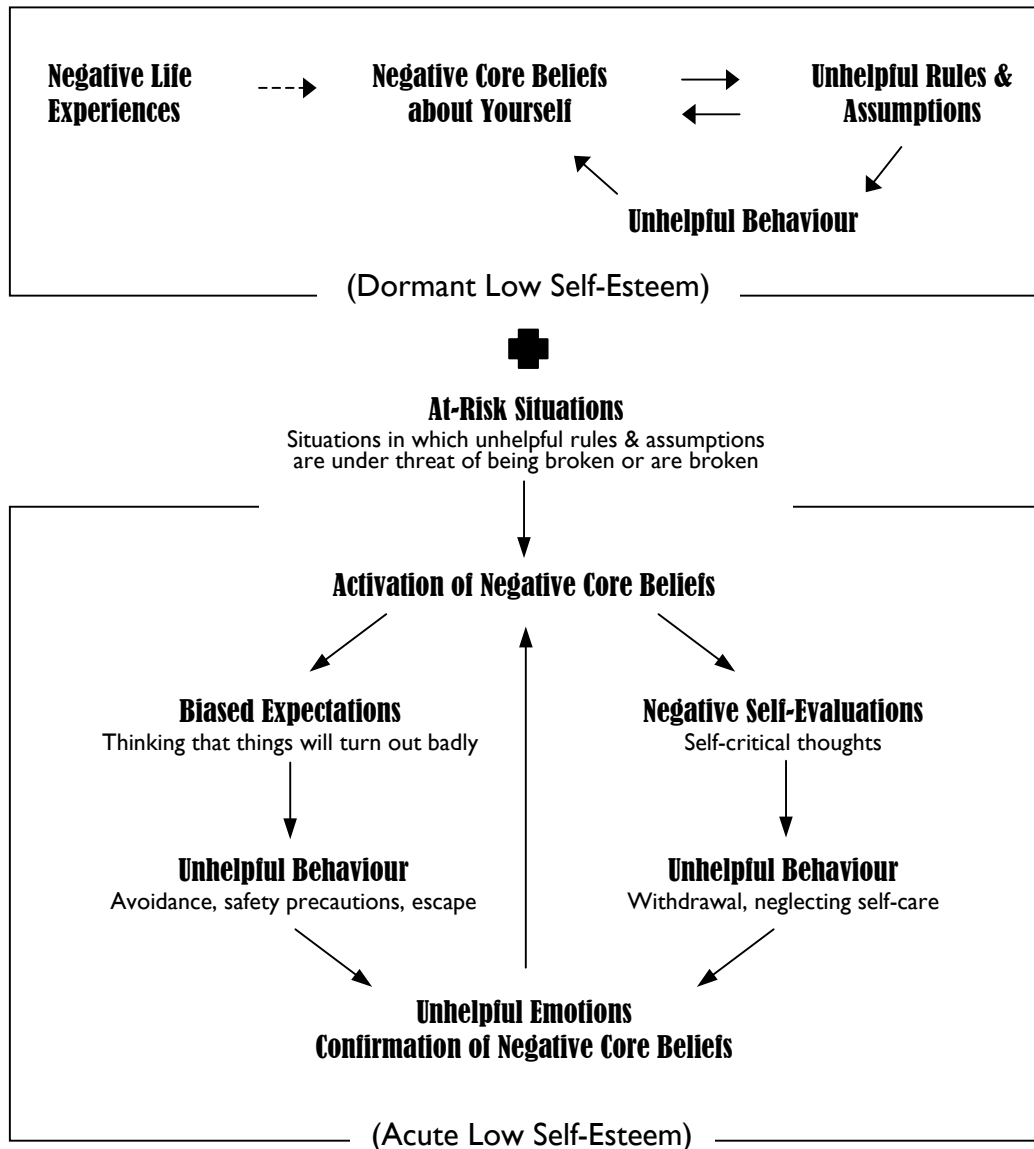 Negative Life
Experiences
Negative Core Beliefs
about Yourself
Unhelpful Rules &
Assumptions
Unhelpful Behaviour
(Dormant Low Self-Esteem)
At-Risk Situations
Situations in which unhelpful rules & assumptions
are under threat of being broken or are broken
Activation of Negative Core Beliefs
Biased Expectations
Thinking that things will turn out badly
Negative Self-Evaluations
Self-critical thoughts
Unhelpful Behaviour
Avoidance, safety precautions, escape
Unhelpful Behaviour
Withdrawal, neglecting self-care
Unhelpful Emotions
Confirmation of Negative Core Beliefs
(Acute Low Self-Esteem)